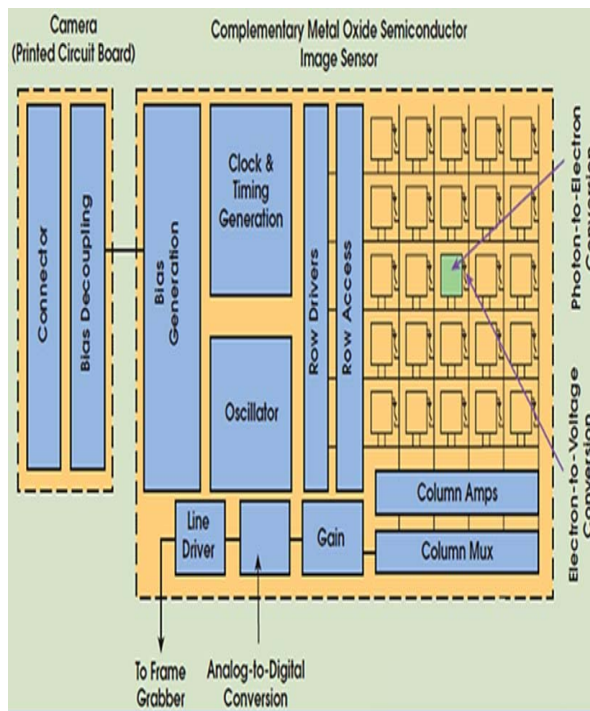 Camera
(Printed Circuit Board)
Complementary Metal Oxide Semiconductor
Image Sensor
Connector
Bias Decoupling
Bias
Generation
Clock &
Timing
Generation
Oscillator
Row Drivers
Row Access
Photon-to-Electron
Conversion
Electron-to-Voltage
Conversion
Column Amps
Column Mux
Gain
Line
Driver
To Frame
Grabber
Analog-to-Digital
Conversion